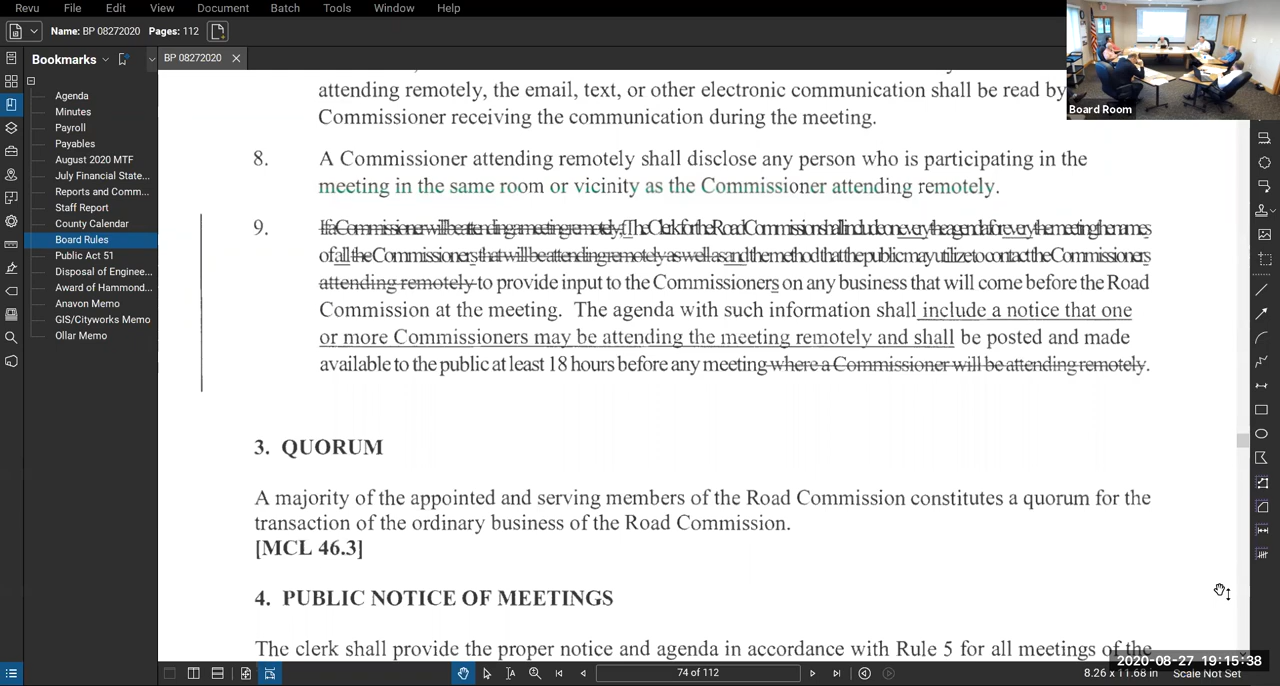 Revu File Edit View Document Batch Tools Window Help
Name: BP 08272020 Pages: 112
Bookmarks
BP 08272020
Board Room
Agenda
Minutes
Payroll
Payables
August 2020 MTF
July Financial State...
Reports and Comm...
Staff Report
County Calendar
Board Rules
Public Act 51
Disposal of Enginee...
Award of Hammond...
Anavon Memo
GIS/Cityworks Memo
Ollar Memo
attending remotely, the email, text, or other electronic communication shall be read by
Commissioner receiving the communication during the meeting.
8. A Commissioner attending remotely shall disclose any person who is participating in the
meeting in the same room or vicinity as the Commissioner attending remotely.
9. If a Commissioner will be attending a meeting remotely, tThe Clerk for the Road Commission shall include on every the agenda for every the meeting the names
of all the Commissioners that will be attending remotely as well as and the method that the public may utilize to contact the Commissioners
attending remotely to provide input to the Commissioners on any business that will come before the Road
Commission at the meeting. The agenda with such information shall include a notice that one
or more Commissioners may be attending the meeting remotely and shall be posted and made
available to the public at least 18 hours before any meeting where a Commissioner will be attending remotely.
3. QUORUM
A majority of the appointed and serving members of the Road Commission constitutes a quorum for the
transaction of the ordinary business of the Road Commission.
[MCL 46.3]
4. PUBLIC NOTICE OF MEETINGS
The clerk shall provide the proper notice and agenda in accordance with Rule 5 for all meetings of the
2020-08-27 19:15:38
74 of 112
8.26 x 11.68 in Scale Not Set